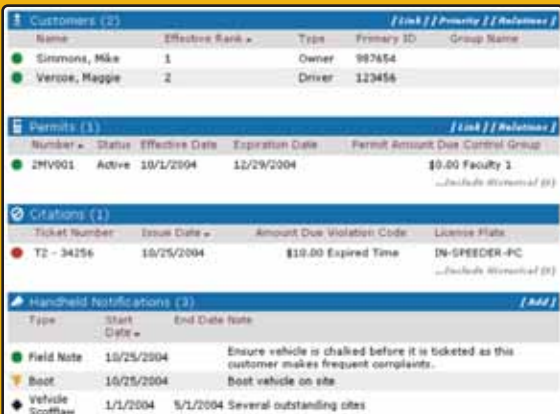 Customers (2) [Link] [Priority] [Relations]
Name Effective Rank Type Primary ID Group Name
Simmons, Mike 1 Owner 987654
Vercoe, Maggie 2 Driver 123456
Permits (1) [Link] [Relations]
Number Status Effective Date Expiration Date Permit Amount Due Control Group
2MV001 Active 10/1/2004 12/29/2004 $0.00 Faculty 1
...Include Historical (0)
Citations (1)
Ticket Number Issue Date Amount Due Violation Code License Plate
T2 - 34256 10/25/2004 $10.00 Expired Time IN-SPEEDER-PC
...Include Historical (0)
Handheld Notifications (3) [Add]
Type Start Date End Date Note
Field Note 10/25/2004 Ensure vehicle is chalked before it is ticketed as this
customer makes frequent complaints.
Boot 10/25/2004 Boot vehicle on site
Vehicle Scofflaw 1/1/2004 5/1/2004 Several outstanding cites